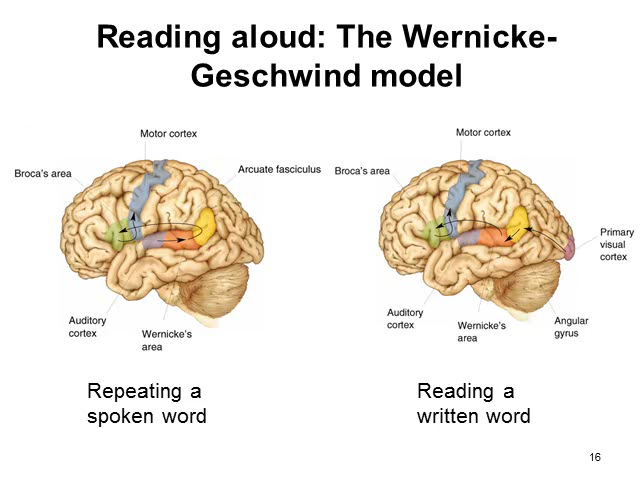 Reading aloud: The Wernicke-
Geschwind model
Motor cortex
Broca's area
Arcuate fasciculus
Auditory
cortex
Wernicke's
area
Repeating a
spoken word
Motor cortex
Broca's area
Primary
visual
cortex
Auditory
cortex
Wernicke's
area
Angular
gyrus
Reading a
written word
16